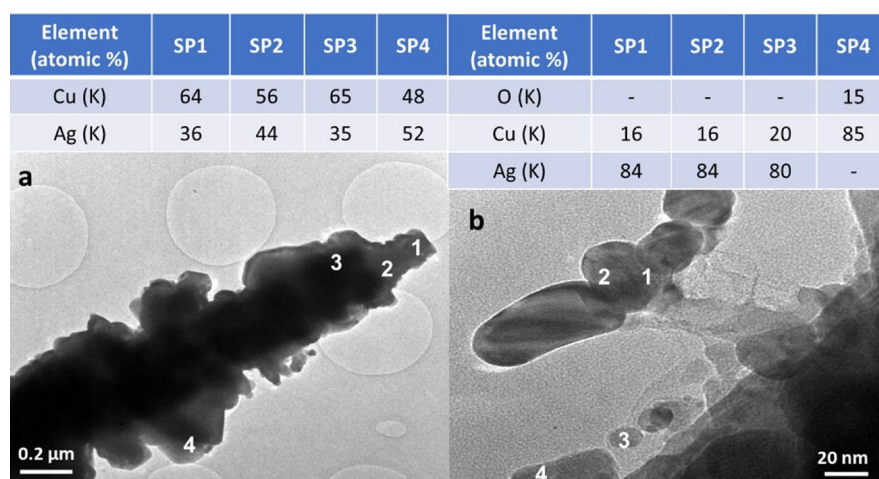 Element (atomic %) SP1 SP2 SP3 SP4
Cu (K) 64 56 65 48
Ag (K) 36 44 35 52
a
1
2
3
4
0.2 µm
Element (atomic %) SP1 SP2 SP3 SP4
O (K) - - - 15
Cu (K) 16 16 20 85
Ag (K) 84 84 80 -
b
2 1
3
4
20 nm